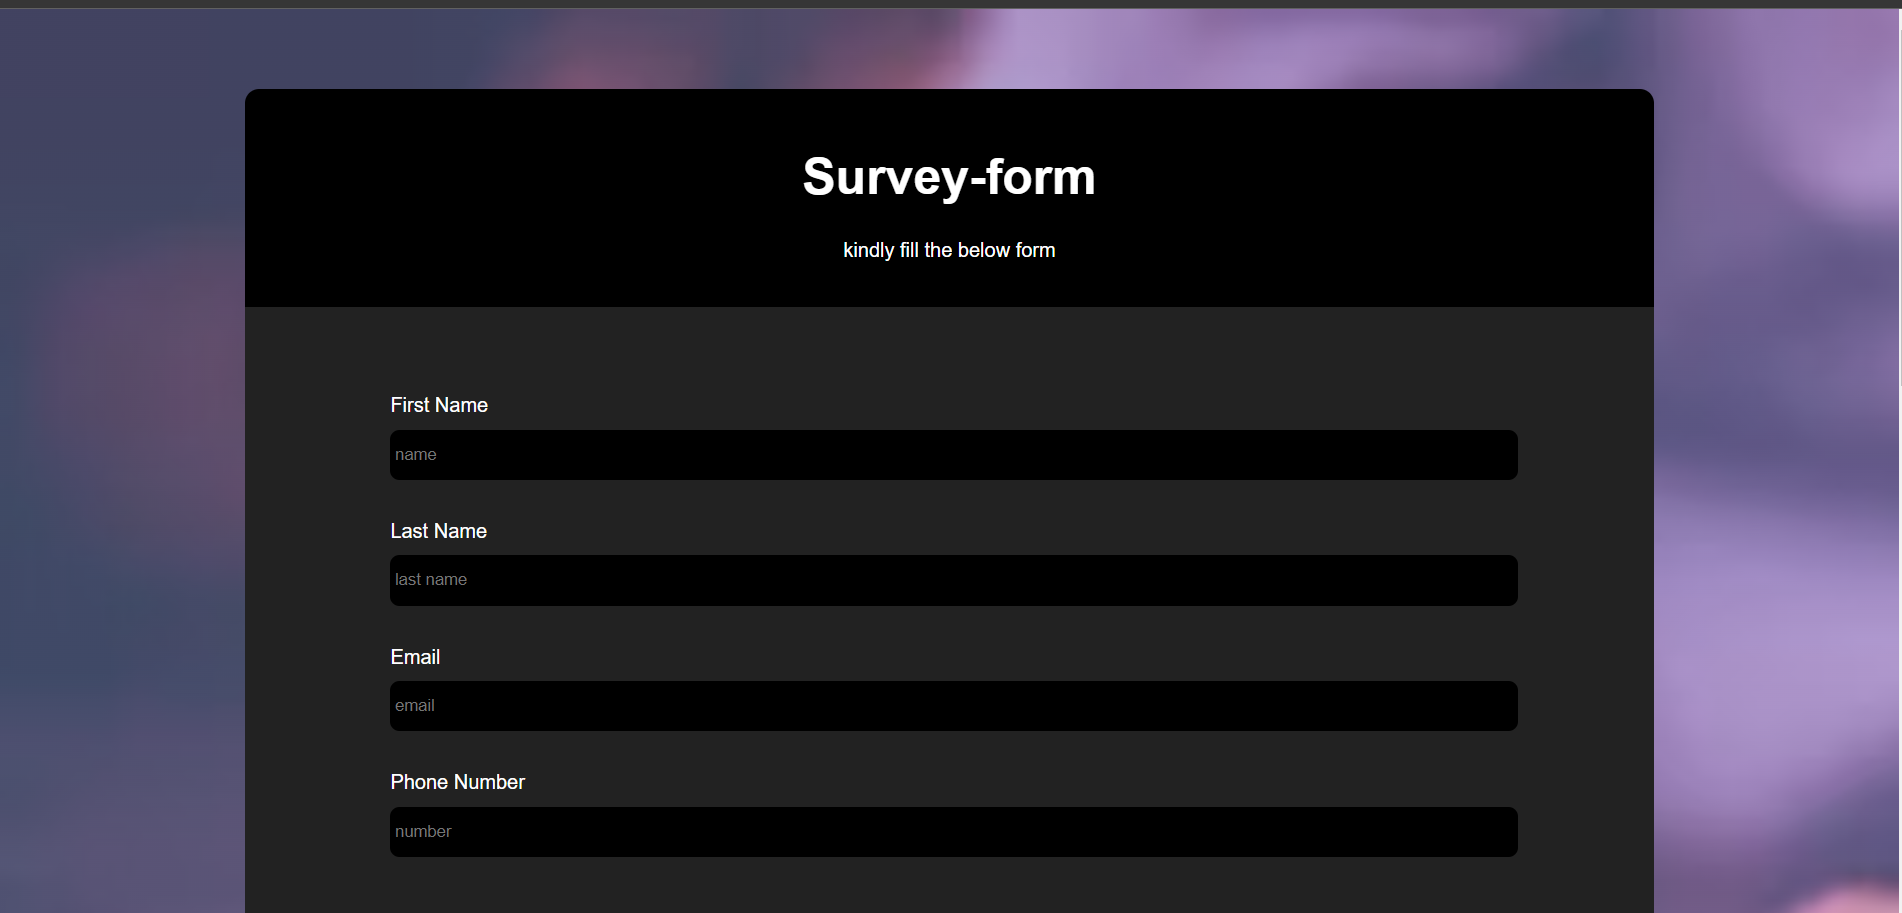 Survey-form
kindly fill the below form
First Name
name
Last Name
last name
Email
email
Phone Number
number